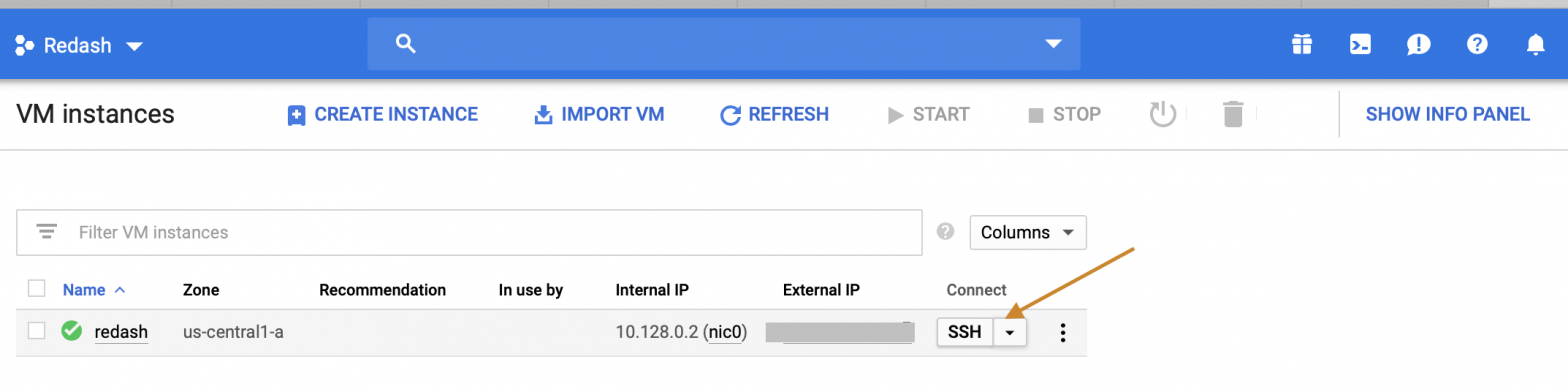 Redash
VM instances CREATE INSTANCE IMPORT VM REFRESH START STOP SHOW INFO PANEL
Filter VM instances Columns
Name Zone Recommendation In use by Internal IP External IP Connect
redash us-central1-a 10.128.0.2 (nic0) SSH